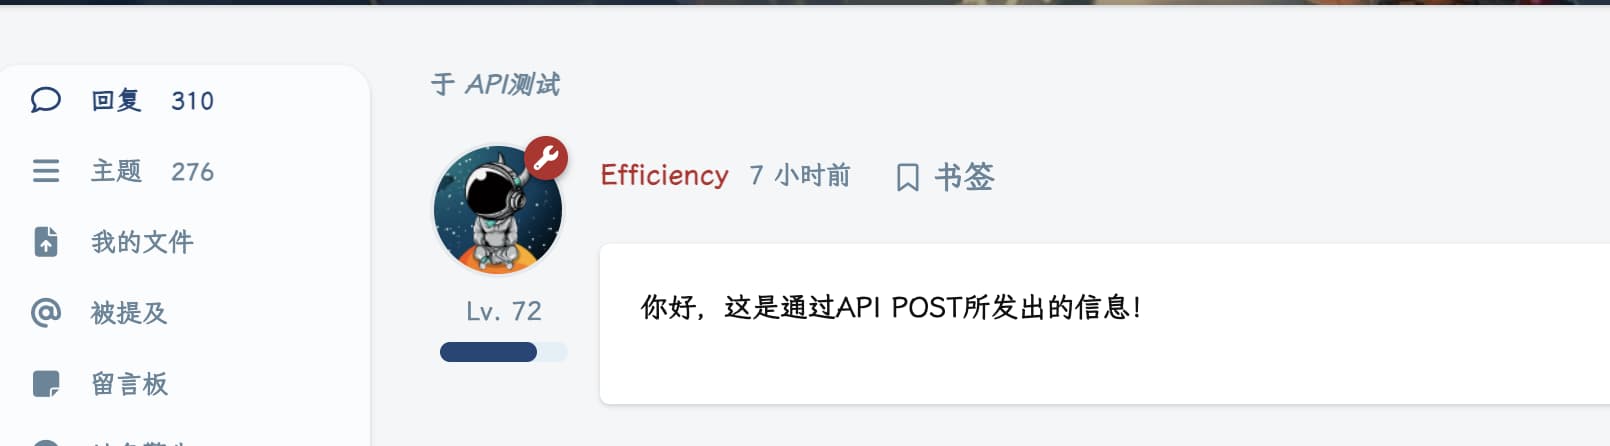 回复 310
主题 276
我的文件
被提及
留言板
于 API测试
Efficiency 7 小时前 书签
Lv. 72
你好，这是通过API POST所发出的信息！